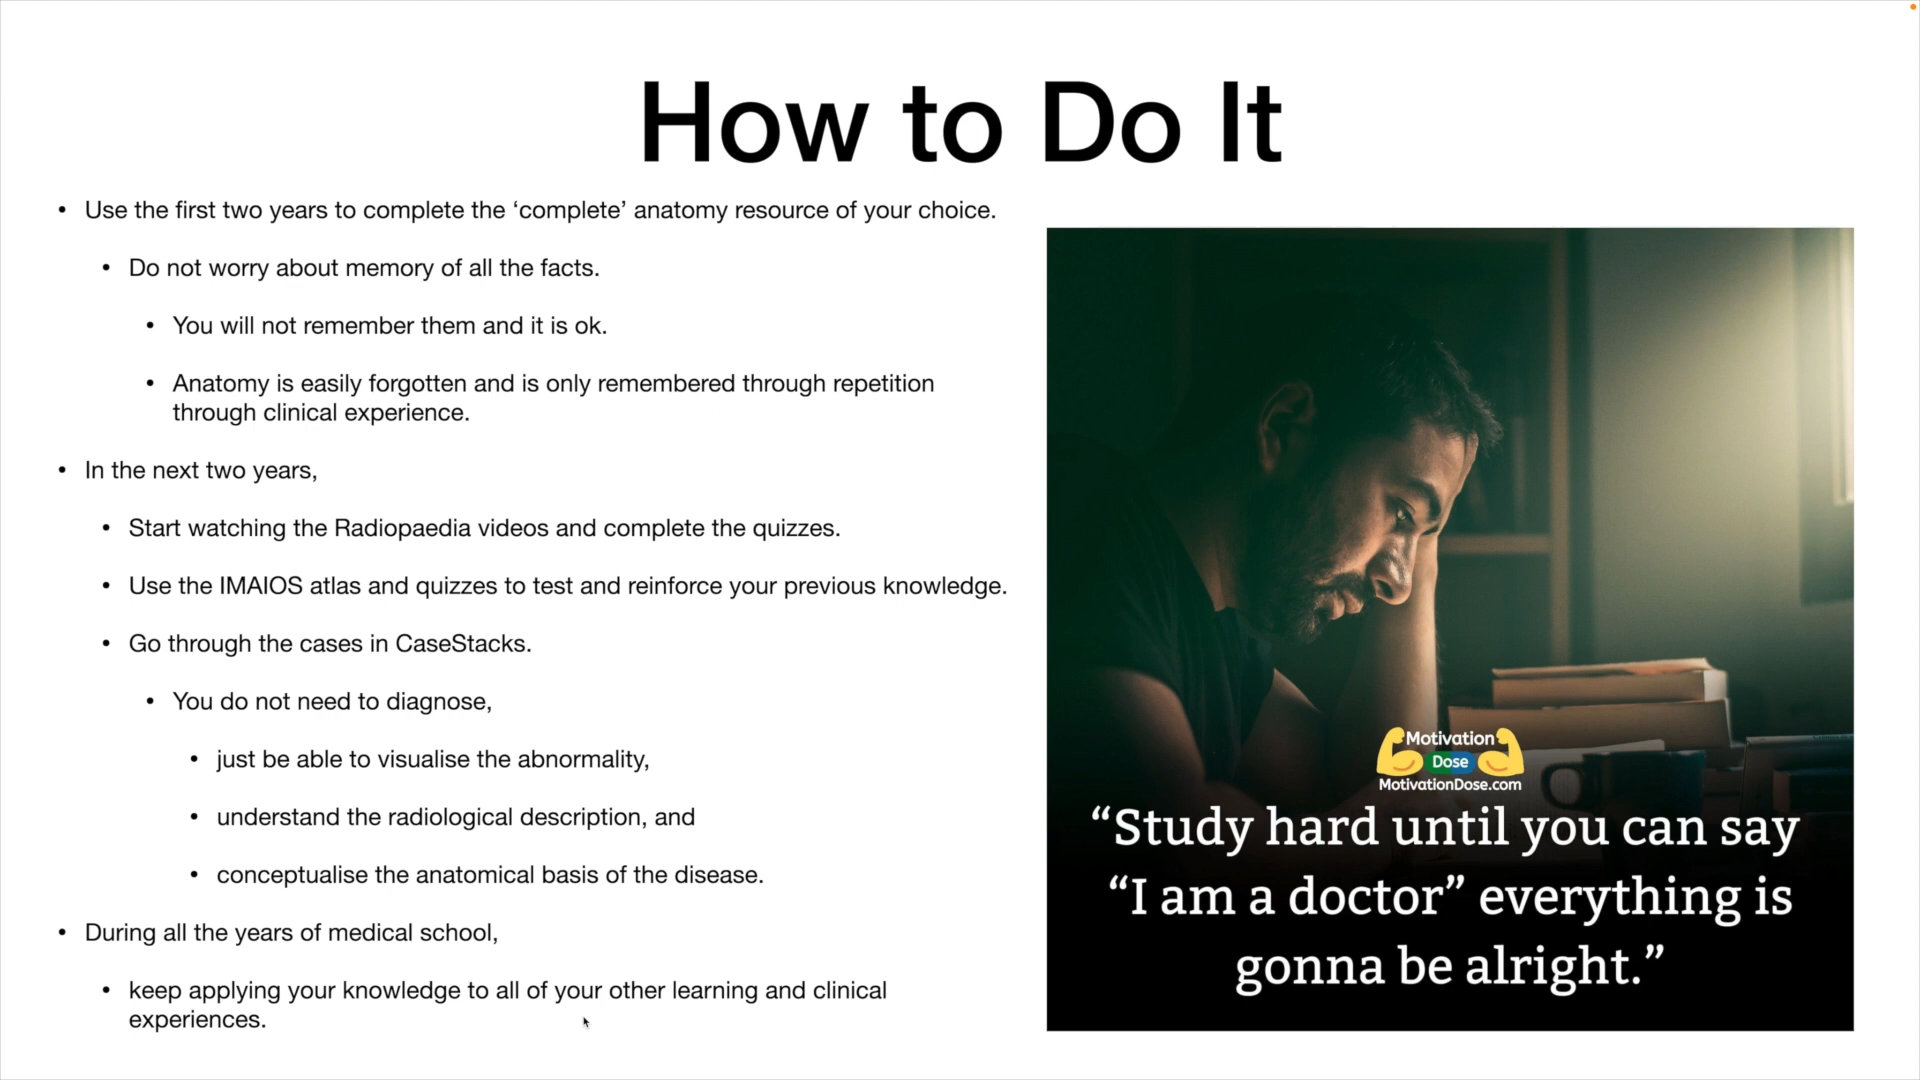 How to Do It
• Use the first two years to complete the ‘complete’ anatomy resource of your choice.
• Do not worry about memory of all the facts.
• You will not remember them and it is ok.
• Anatomy is easily forgotten and is only remembered through repetition
through clinical experience.
• In the next two years,
• Start watching the Radiopaedia videos and complete the quizzes.
• Use the IMAIOS atlas and quizzes to test and reinforce your previous knowledge.
• Go through the cases in CaseStacks.
• You do not need to diagnose,
• just be able to visualise the abnormality,
• understand the radiological description, and
• conceptualise the anatomical basis of the disease.
• During all the years of medical school,
• keep applying your knowledge to all of your other learning and clinical
experiences.
Motivation
Dose
MotivationDose.com
“Study hard until you can say
“I am a doctor” everything is
gonna be alright.”